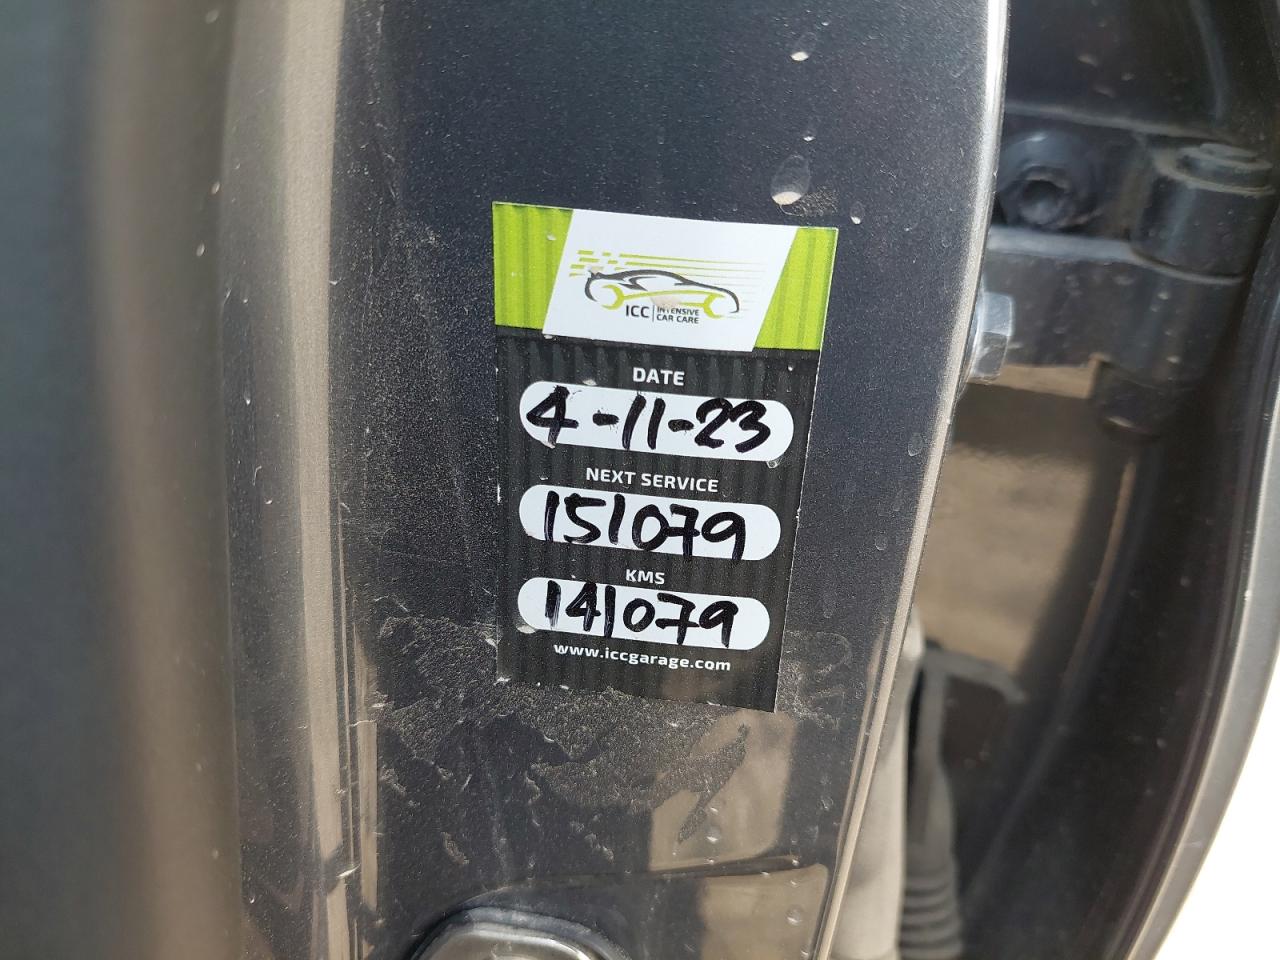 ICC | INTENSIVE
CAR CARE
DATE
4-11-23
NEXT SERVICE
151079
KMS
141079
www.iccgarage.com